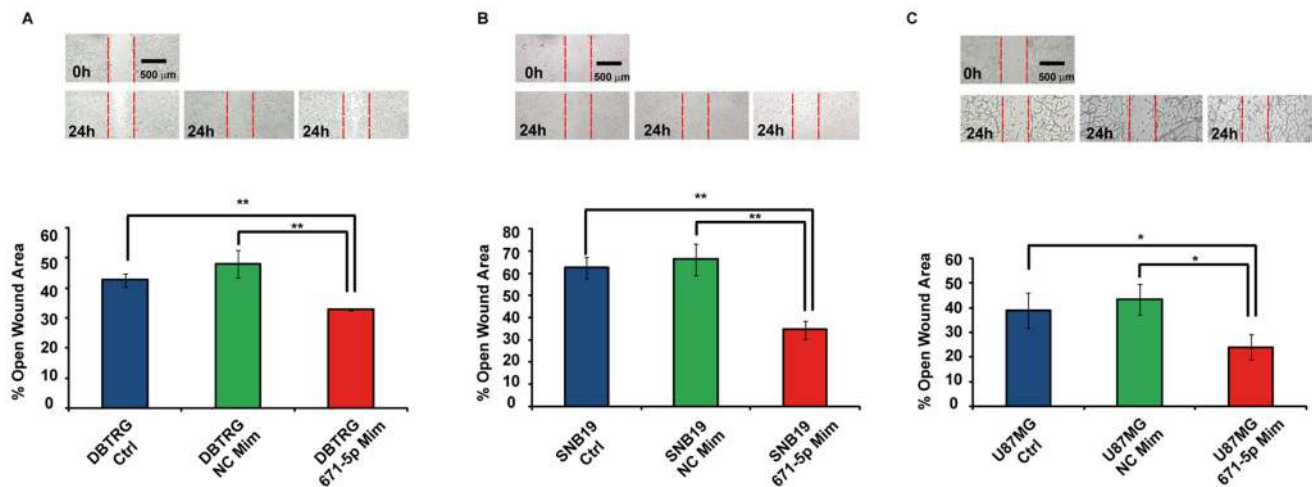 A
0h
500 μm
24h
24h
24h
**
**
% Open Wound Area
60
50
40
30
20
10
0
DBTRG
Ctrl
DBTRG
NC Mim
DBTRG
671-5p Mim
B
0h
500 μm
24h
24h
24h
**
**
% Open Wound Area
80
70
60
50
40
30
20
10
0
SNB19
Ctrl
SNB19
NC Mim
SNB19
671-5p Mim
C
0h
500 μm
24h
24h
24h
*
*
% Open Wound Area
70
60
50
40
30
20
10
0
U87MG
Ctrl
U87MG
NC Mim
U87MG
671-5p Mim